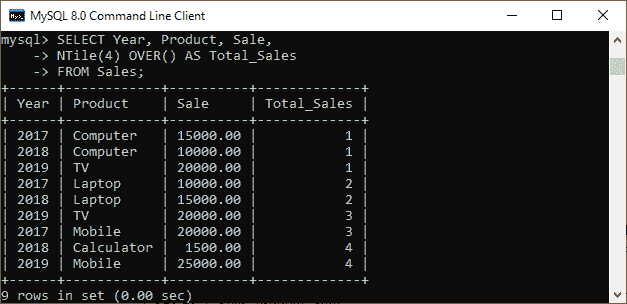 MySQL 8.0 Command Line Client
mysql> SELECT Year, Product, Sale,
    -> NTile(4) OVER() AS Total_Sales
    -> FROM Sales;
+------+------------+----------+-------------+
| Year | Product    | Sale     | Total_Sales |
+------+------------+----------+-------------+
| 2017 | Computer   | 15000.00 |           1 |
| 2018 | Computer   | 10000.00 |           1 |
| 2019 | TV         | 20000.00 |           1 |
| 2017 | Laptop     | 10000.00 |           2 |
| 2018 | Laptop     | 15000.00 |           2 |
| 2019 | TV         | 20000.00 |           3 |
| 2017 | Mobile     | 20000.00 |           3 |
| 2018 | Calculator |  1500.00 |           4 |
| 2019 | Mobile     | 25000.00 |           4 |
+------+------------+----------+-------------+
9 rows in set (0.00 sec)